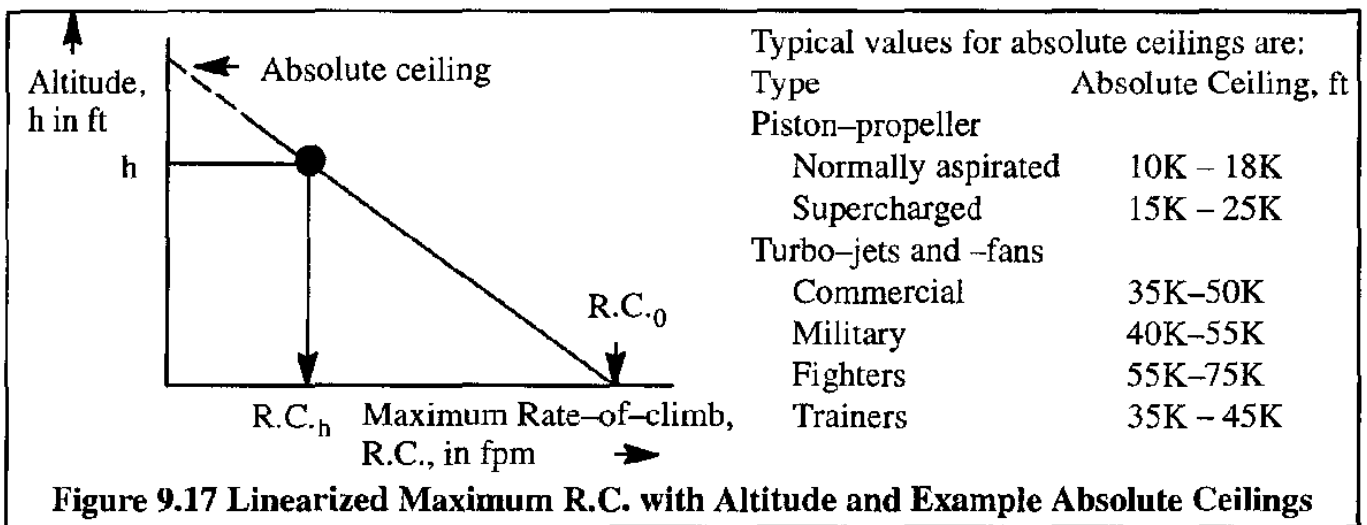 Altitude,
h in ft
Absolute ceiling
h
R.C.₀
R.C.ₕ
Maximum Rate–of–climb,
R.C., in fpm
Typical values for absolute ceilings are:
Type Absolute Ceiling, ft
Piston–propeller
Normally aspirated 10K – 18K
Supercharged 15K – 25K
Turbo–jets and –fans
Commercial 35K–50K
Military 40K–55K
Fighters 55K–75K
Trainers 35K – 45K
Figure 9.17 Linearized Maximum R.C. with Altitude and Example Absolute Ceilings